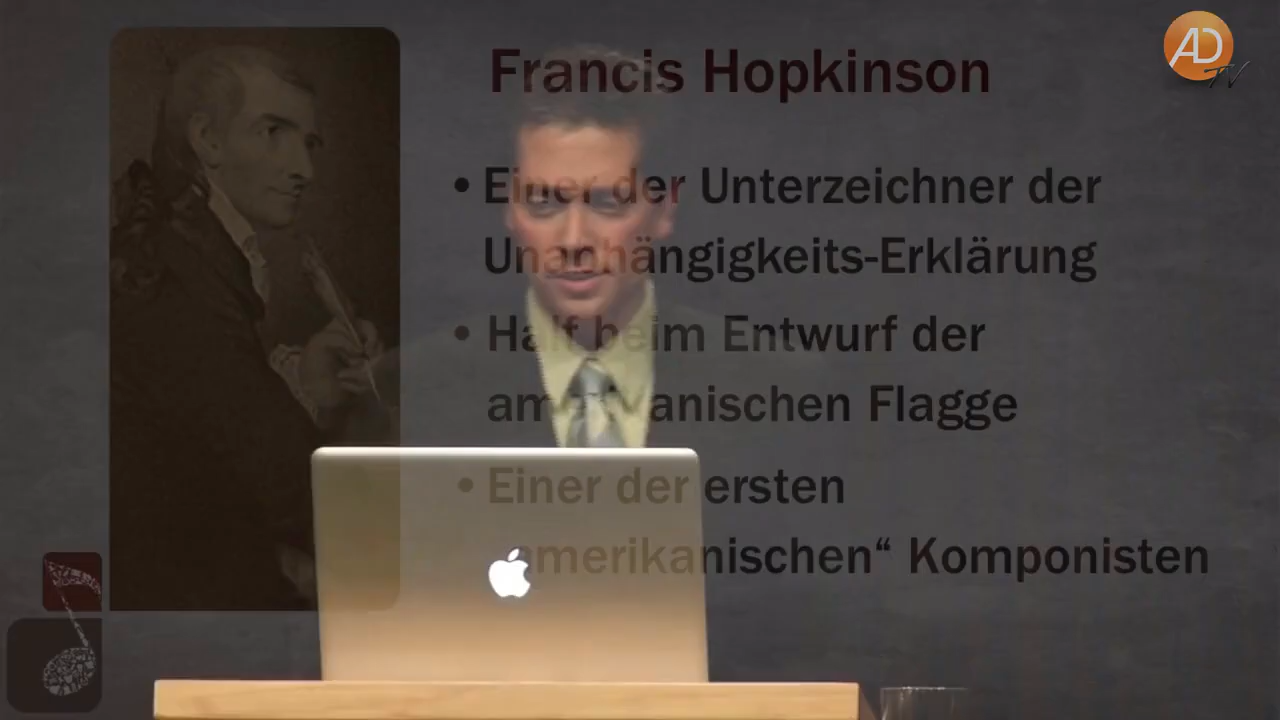 AD
TV
Francis Hopkinson
• Einer der Unterzeichner der
Unabhängigkeits-Erklärung
• Half beim Entwurf der
amerikanischen Flagge
• Einer der ersten
„amerikanischen“ Komponisten